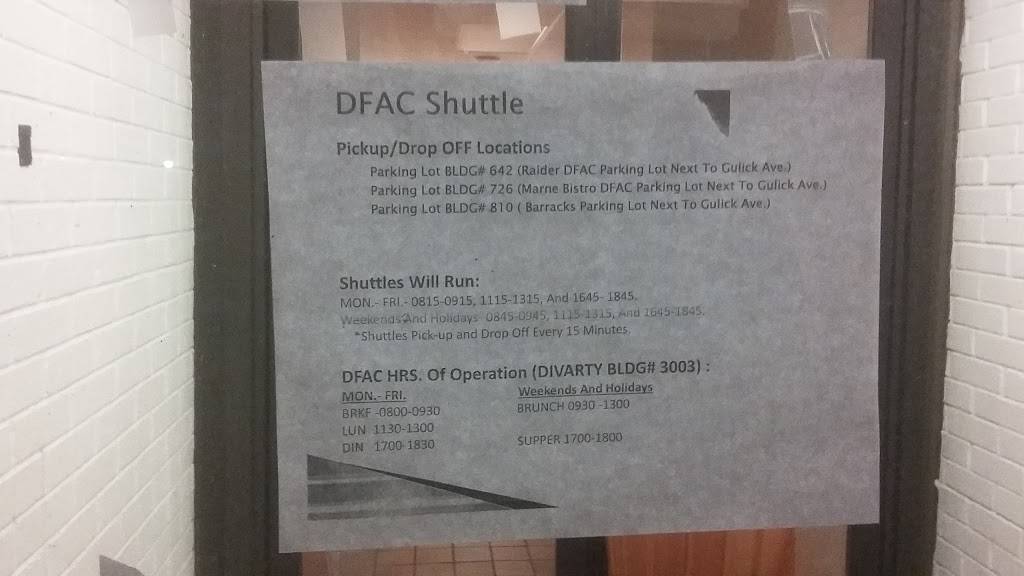 DFAC Shuttle
Pickup/Drop OFF Locations
Parking Lot BLDG# 642 (Raider DFAC Parking Lot Next To Gulick Ave.)
Parking Lot BLDG# 726 (Marne Bistro DFAC Parking Lot Next To Gulick Ave.)
Parking Lot BLDG# 810 ( Barracks Parking Lot Next To Gulick Ave.)
Shuttles Will Run:
MON.- FRI.- 0815-0915, 1115-1315, And 1645- 1845.
Weekends And Holidays- 0845-0945, 1115-1315, And 1645-1845.
*Shuttles Pick-up and Drop Off Every 15 Minutes.
DFAC HRS. Of Operation (DIVARTY BLDG# 3003) :
MON.- FRI. Weekends And Holidays
BRKF -0800-0930 BRUNCH 0930 -1300
LUN 1130-1300
DIN 1700-1830 SUPPER 1700-1800